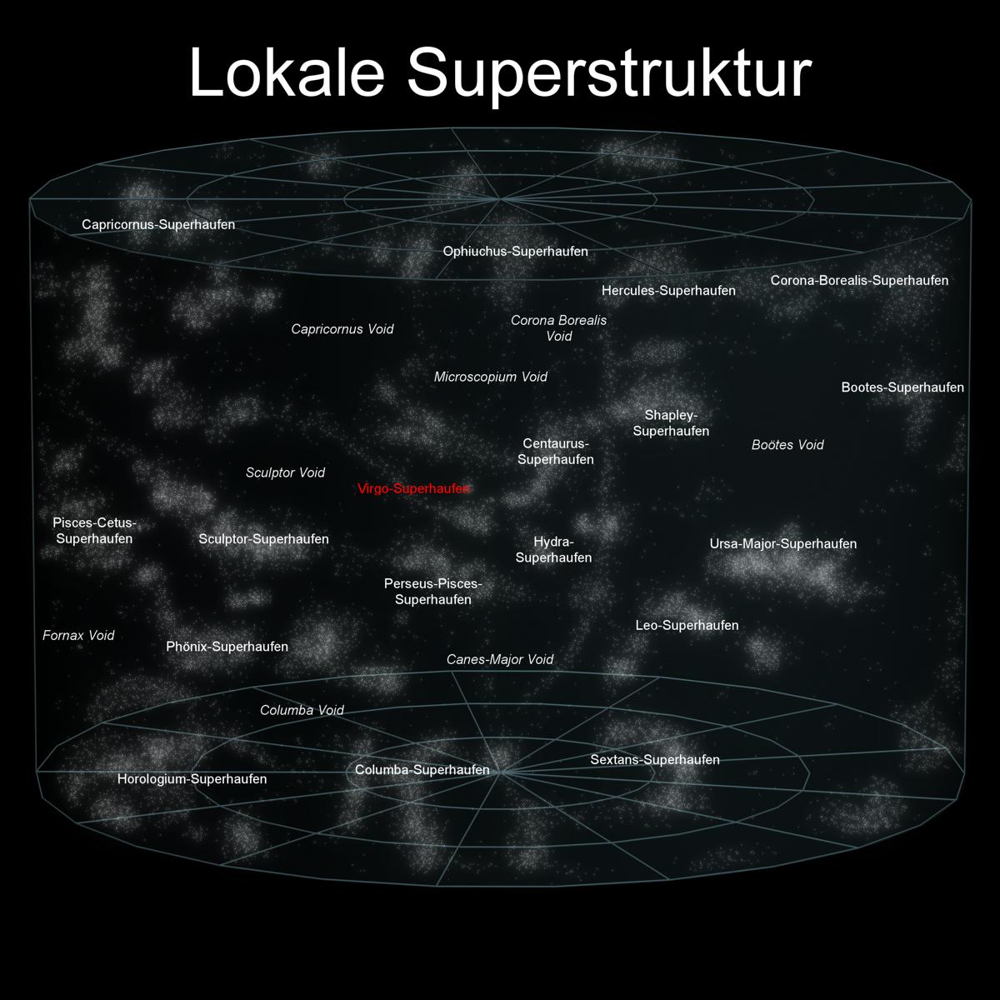 Lokale Superstruktur
Capricornus-Superhaufen
Ophiuchus-Superhaufen
Hercules-Superhaufen
Corona-Borealis-Superhaufen
Capricornus Void
Corona Borealis
Void
Microscopium Void
Bootes-Superhaufen
Shapley-
Superhaufen
Centaurus-
Superhaufen
Boötes Void
Sculptor Void
Virgo-Superhaufen
Pisces-Cetus-
Superhaufen
Sculptor-Superhaufen
Hydra-
Superhaufen
Ursa-Major-Superhaufen
Perseus-Pisces-
Superhaufen
Leo-Superhaufen
Fornax Void
Phönix-Superhaufen
Canes-Major Void
Columba Void
Columba-Superhaufen
Sextans-Superhaufen
Horologium-Superhaufen